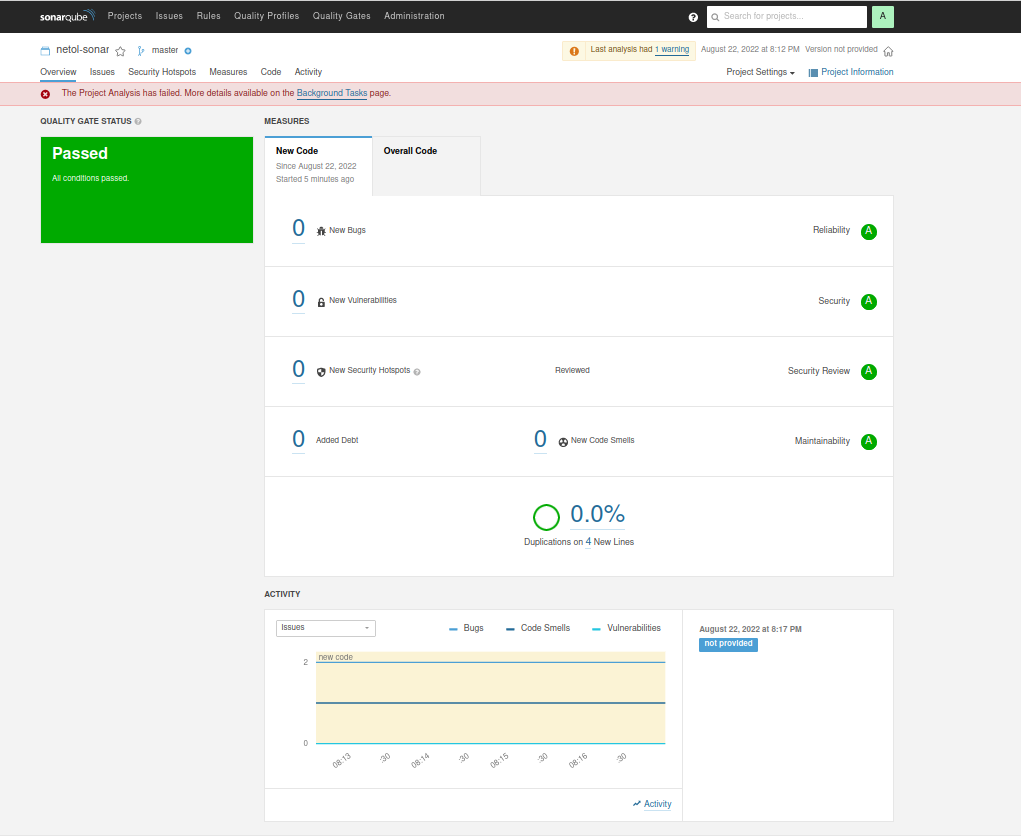 sonarqube Projects Issues Rules Quality Profiles Quality Gates Administration ? Search for projects... A
netol-sonar master Last analysis had 1 warning August 22, 2022 at 8:12 PM Version not provided
Overview Issues Security Hotspots Measures Code Activity Project Settings Project Information
The Project Analysis has failed. More details available on the Background Tasks page.
QUALITY GATE STATUS ?
Passed
All conditions passed.
MEASURES
New Code
Since August 22, 2022
Started 5 minutes ago
Overall Code
0 New Bugs Reliability A
0 New Vulnerabilities Security A
0 New Security Hotspots ? Reviewed Security Review A
0 Added Debt 0 New Code Smells Maintainability A
0.0%
Duplications on 4 New Lines
ACTIVITY
Issues Bugs Code Smells Vulnerabilities
new code
2
0
08:13 :30 08:14 :30 08:15 :30 08:16 :30
Activity
August 22, 2022 at 8:17 PM
not provided